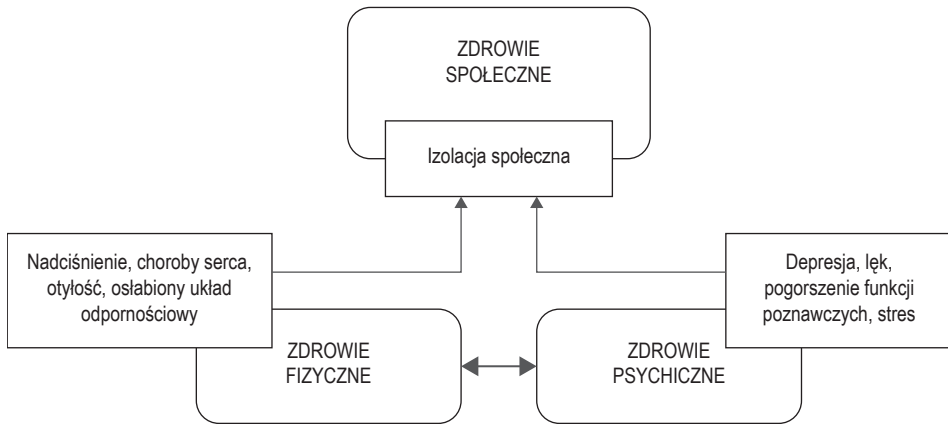 ZDROWIE
SPOŁECZNE
Izolacja społeczna
Nadciśnienie, choroby serca,
otyłość, osłabiony układ
odpornościowy
Depresja, lęk,
pogorszenie funkcji
poznawczych, stres
ZDROWIE
FIZYCZNE
ZDROWIE
PSYCHICZNE